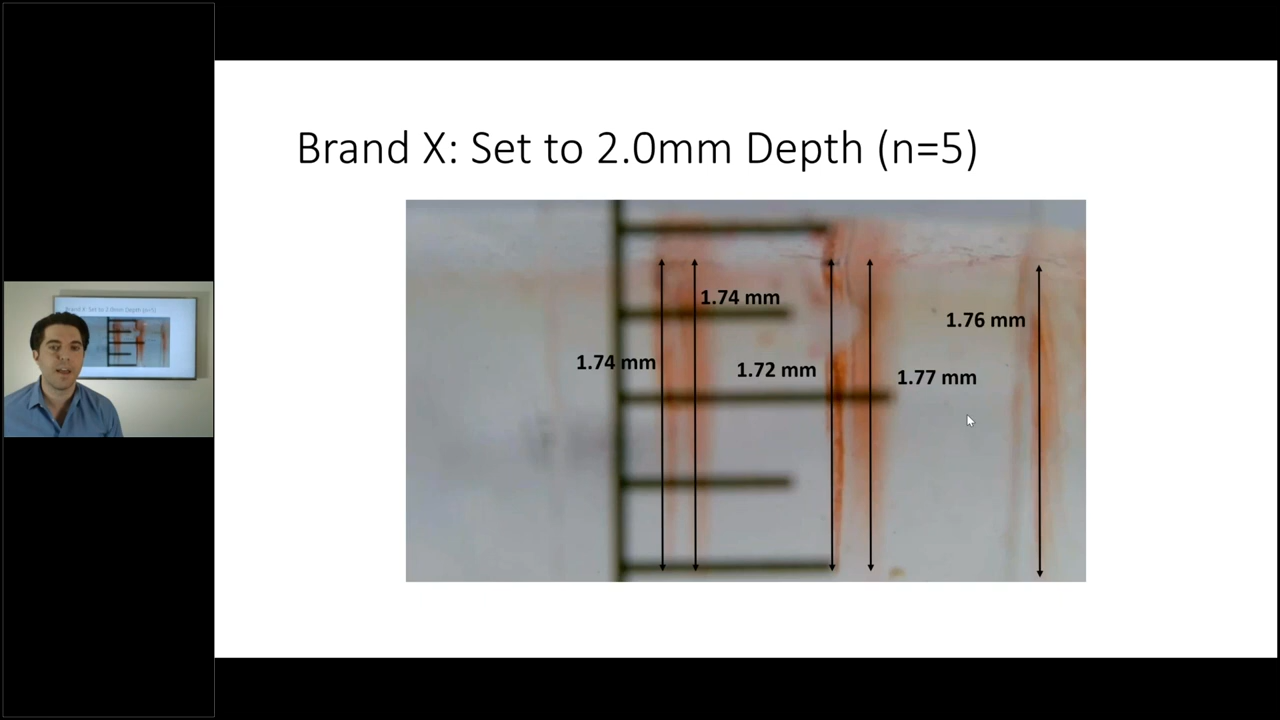 Brand X: Set to 2.0mm Depth (n=5)
1.74 mm
1.76 mm
1.74 mm
1.72 mm
1.77 mm